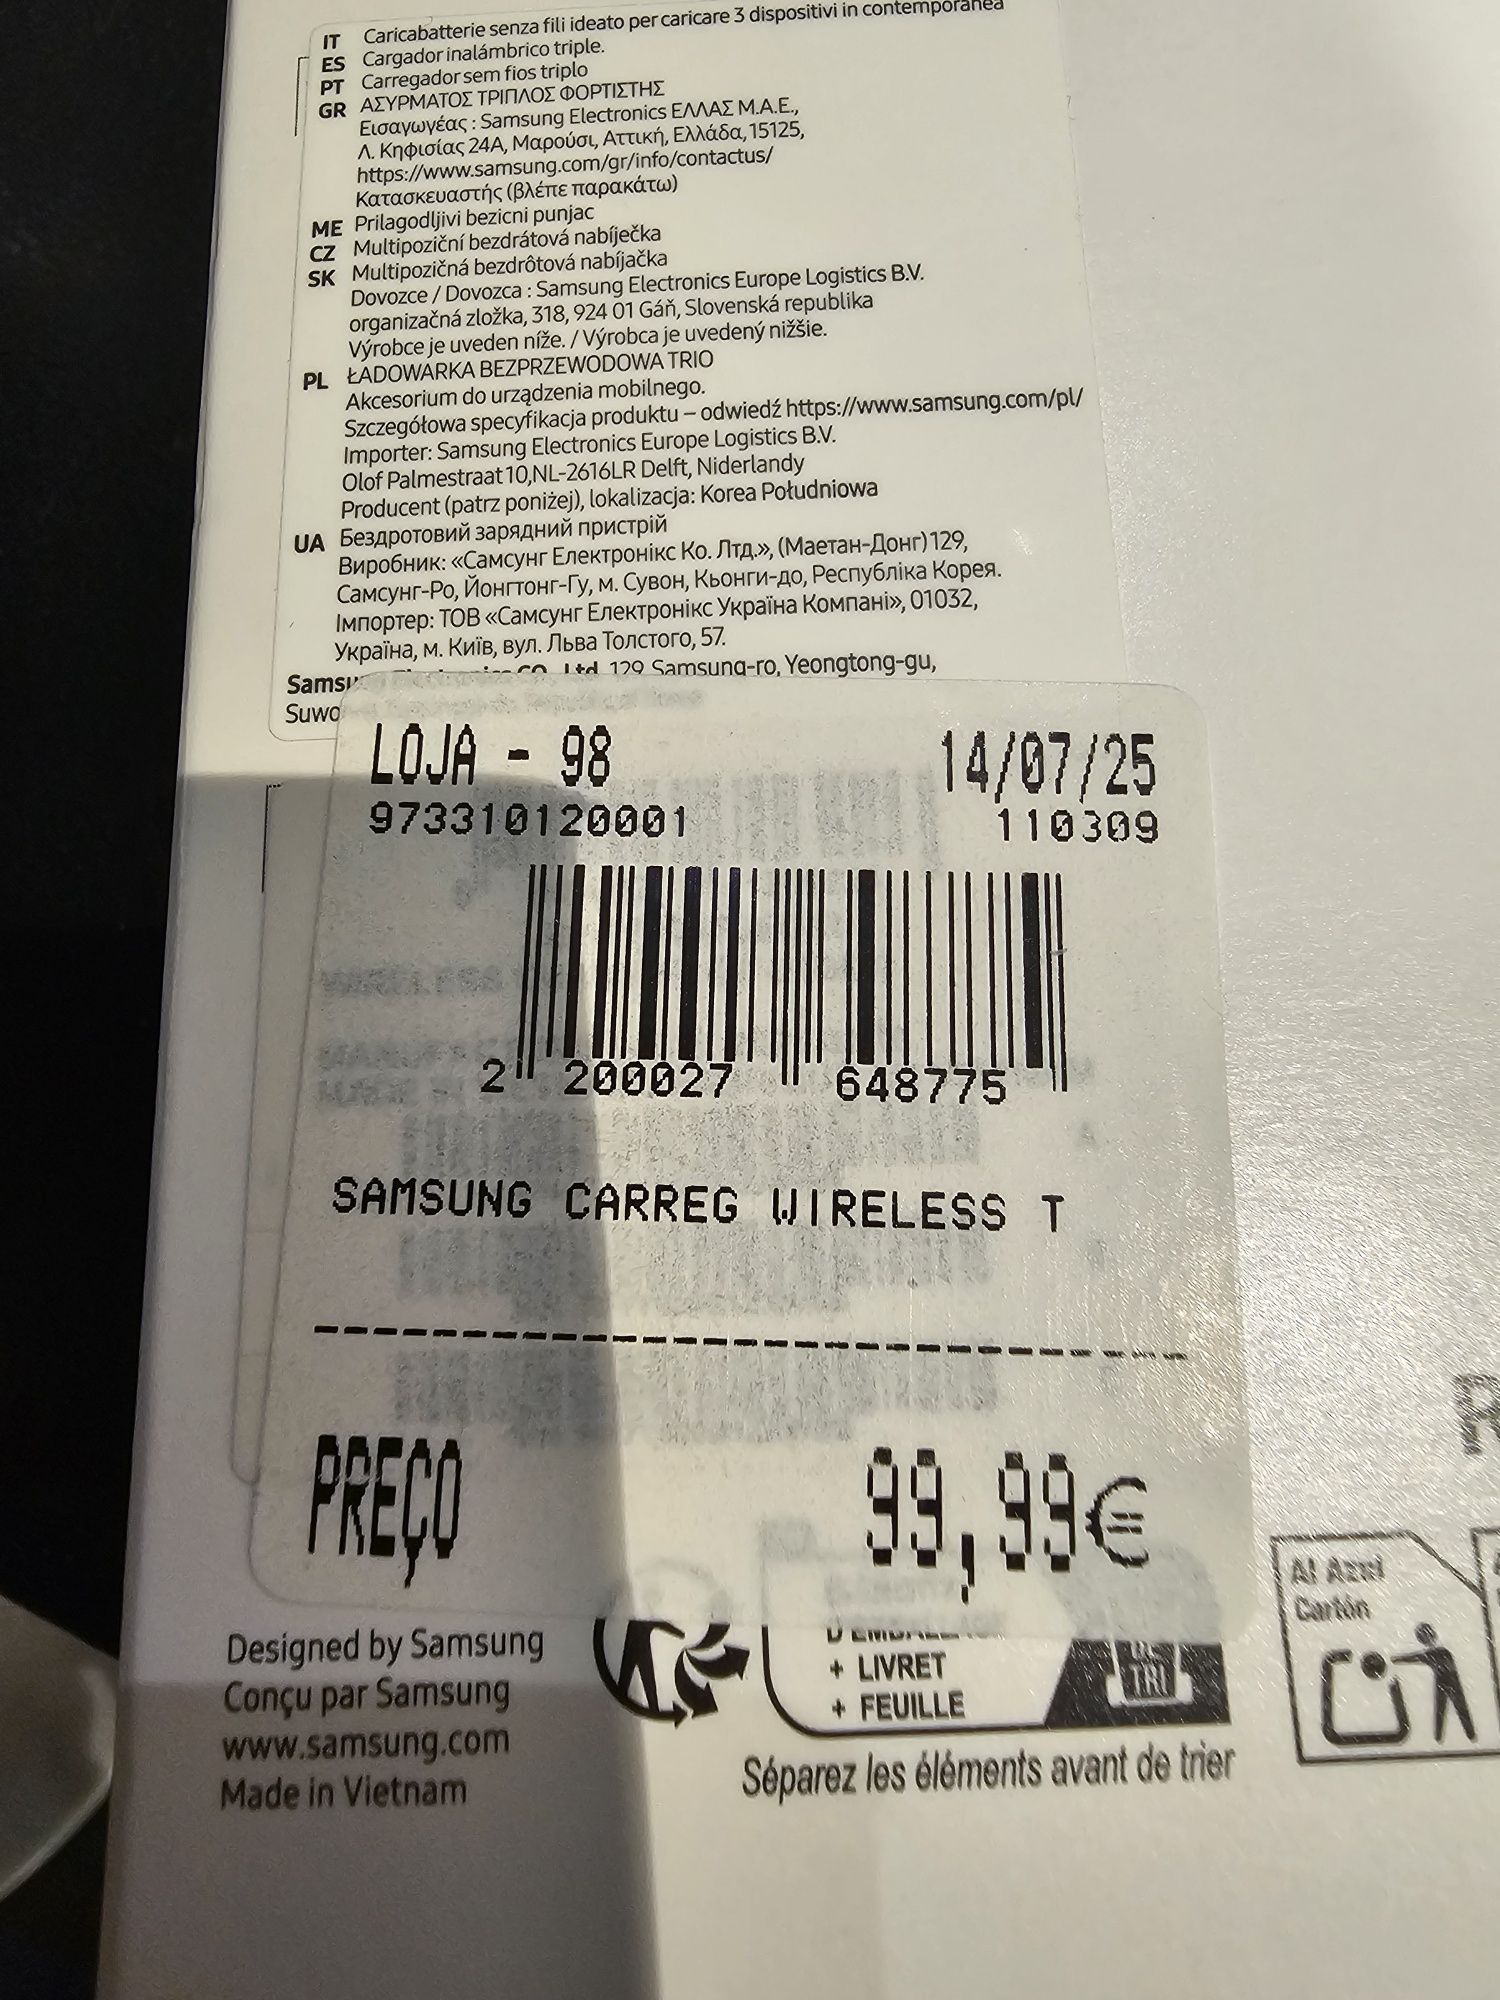 IT Caricabatterie senza fili ideato per caricare 3 dispositivi in contemporanea
ES Cargador inalámbrico triple.
PT Carregador sem fios triplo
GR ΑΣΥΡΜΑΤΟΣ ΤΡΙΠΛΟΣ ΦΟΡΤΙΣΤΗΣ
Εισαγωγέας : Samsung Electronics ΕΛΛΑΣ Μ.Α.Ε.,
Λ. Κηφισίας 24Α, Μαρούσι, Αττική, Ελλάδα, 15125,
https://www.samsung.com/gr/info/contactus/
Κατασκευαστής (βλέπε παρακάτω)
ME Prilagodljivi bezicni punjac
CZ Multipoziční bezdrátová nabíječka
SK Multipozičná bezdrôtová nabíjačka
Dovozce / Dovozca : Samsung Electronics Europe Logistics B.V.
organizačná zložka, 318, 924 01 Gáň, Slovenská republika
Výrobce je uveden níže. / Výrobca je uvedený nižšie.
PL ŁADOWARKA BEZPRZEWODOWA TRIO
Akcesorium do urządzenia mobilnego.
Szczegółowa specyfikacja produktu – odwiedź https://www.samsung.com/pl/
Importer: Samsung Electronics Europe Logistics B.V.
Olof Palmestraat 10,NL-2616LR Delft, Niderlandy
Producent (patrz poniżej), lokalizacja: Korea Południowa
UA Бездротовий зарядний пристрій
Виробник: «Самсунг Електронікс Ко. Лтд.», (Маетан-Донг) 129,
Самсунг-Ро, Йонгтонг-Гу, м. Сувон, Кьонги-до, Республіка Корея.
Імпортер: ТОВ «Самсунг Електронікс Україна Компані», 01032,
Україна, м. Київ, вул. Льва Толстого, 57.
Samsung Electronics CO., Ltd. 129 Samsung-ro, Yeongtong-gu,
LOJA - 98 14/07/25
973310120001 110309
2 200027 648775
SAMSUNG CARREG WIRELESS T
PREÇO 99,99€
D'EMBALLAGE
+ LIVRET
+ FEUILLE
TRI
Séparez les éléments avant de trier
Designed by Samsung
Conçu par Samsung
www.samsung.com
Made in Vietnam
Al Azul
Cartón